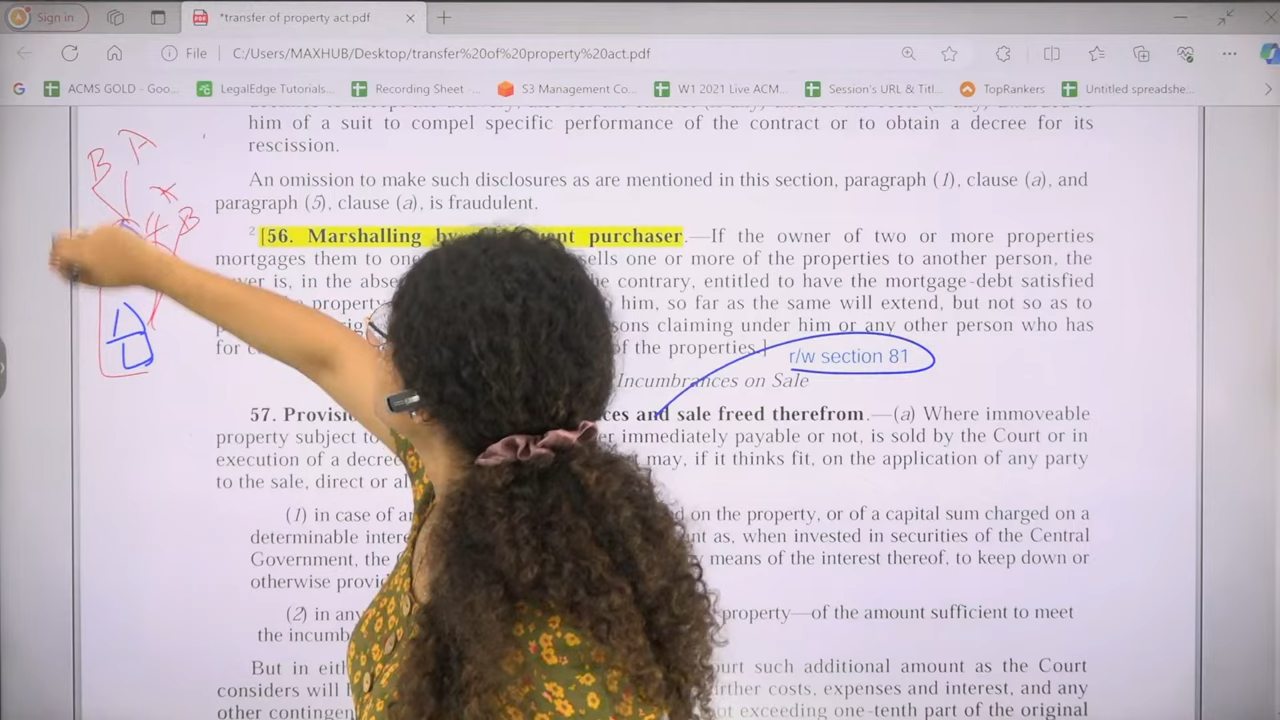 Sign in
*transfer of property act.pdf
File
C:/Users/MAXHUB/Desktop/transfer%20of%20property%20act.pdf
ACMS GOLD - Goo...
LegalEdge Tutorials...
Recording Sheet -...
S3 Management Co...
W1 2021 Live ACM...
Session's URL & Titl...
TopRankers
Untitled spreadshe...
him of a suit to compel specific performance of the contract or to obtain a decree for its
rescission.
An omission to make such disclosures as are mentioned in this section, paragraph (1), clause (a), and
paragraph (5), clause (a), is fraudulent.
2 [56. Marshalling by purchaser.—If the owner of two or more properties
mortgages them to one sells one or more of the properties to another person, the
is, in the the contrary, entitled to have the mortgage-debt satisfied
property him, so far as the same will extend, but not so as to
claiming under him or any other person who has
for of the properties.]
r/w section 81
Incumbrances on Sale
57. and sale freed therefrom.—(a) Where immoveable
property subject to immediately payable or not, is sold by the Court or in
execution of a decree may, if it thinks fit, on the application of any party
to the sale, direct or
(1) in case of on the property, or of a capital sum charged on a
determinable as, when invested in securities of the Central
Government, the means of the interest thereof, to keep down or
otherwise
(2) in any property—of the amount sufficient to meet
the
But in such additional amount as the Court
considers will costs, expenses and interest, and any
other not exceeding one-tenth part of the original
B A
B